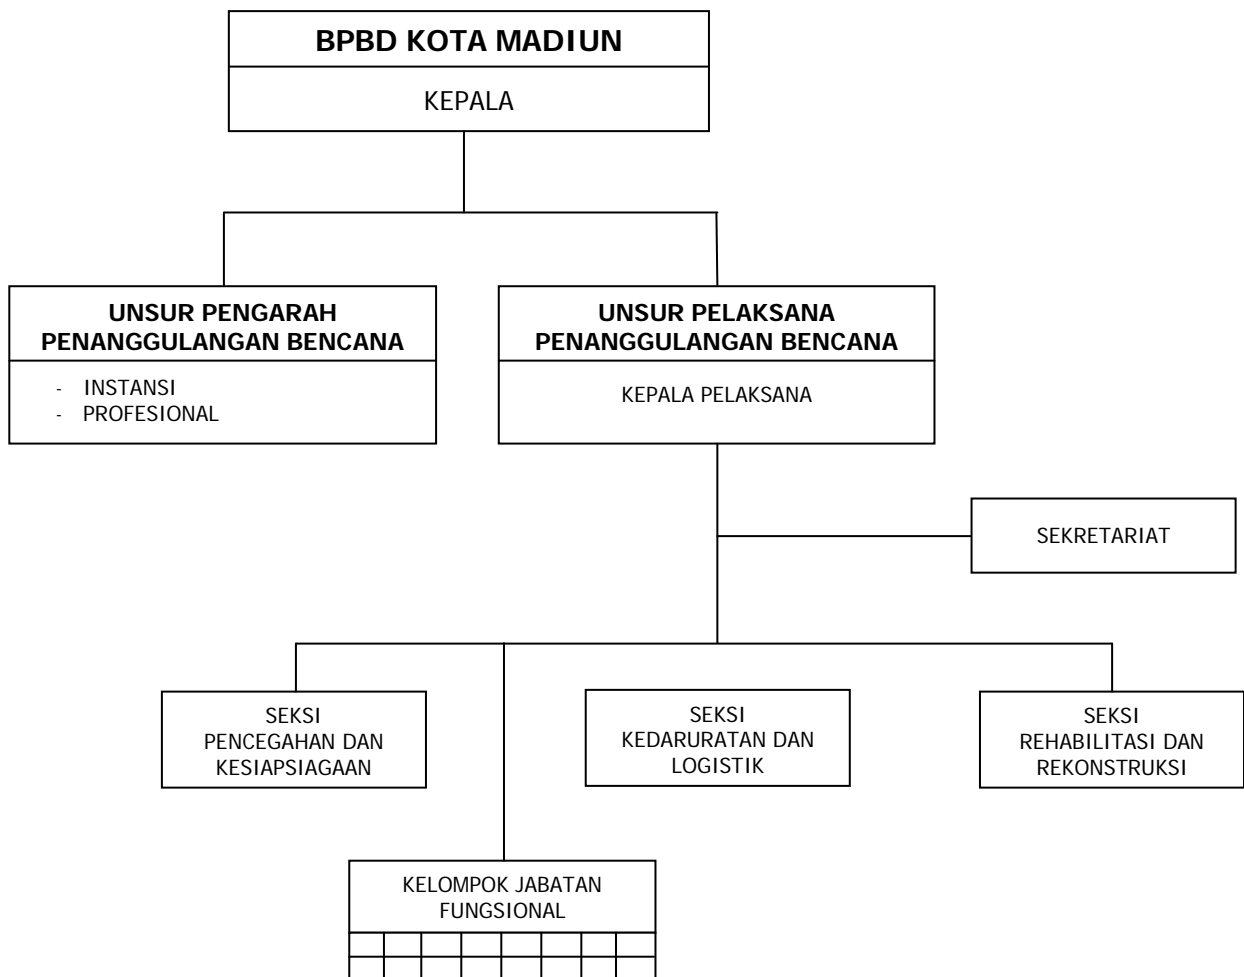 BPBD KOTA MADIUN
KEPALA
UNSUR PENGARAH
PENANGGULANGAN BENCANA
- INSTANSI
- PROFESIONAL
UNSUR PELAKSANA
PENANGGULANGAN BENCANA
KEPALA PELAKSANA
SEKRETARIAT
SEKSI
PENCEGAHAN DAN
KESIAPSIAGAAN
SEKSI
KEDARURATAN DAN
LOGISTIK
SEKSI
REHABILITASI DAN
REKONSTRUKSI
KELOMPOK JABATAN
FUNGSIONAL